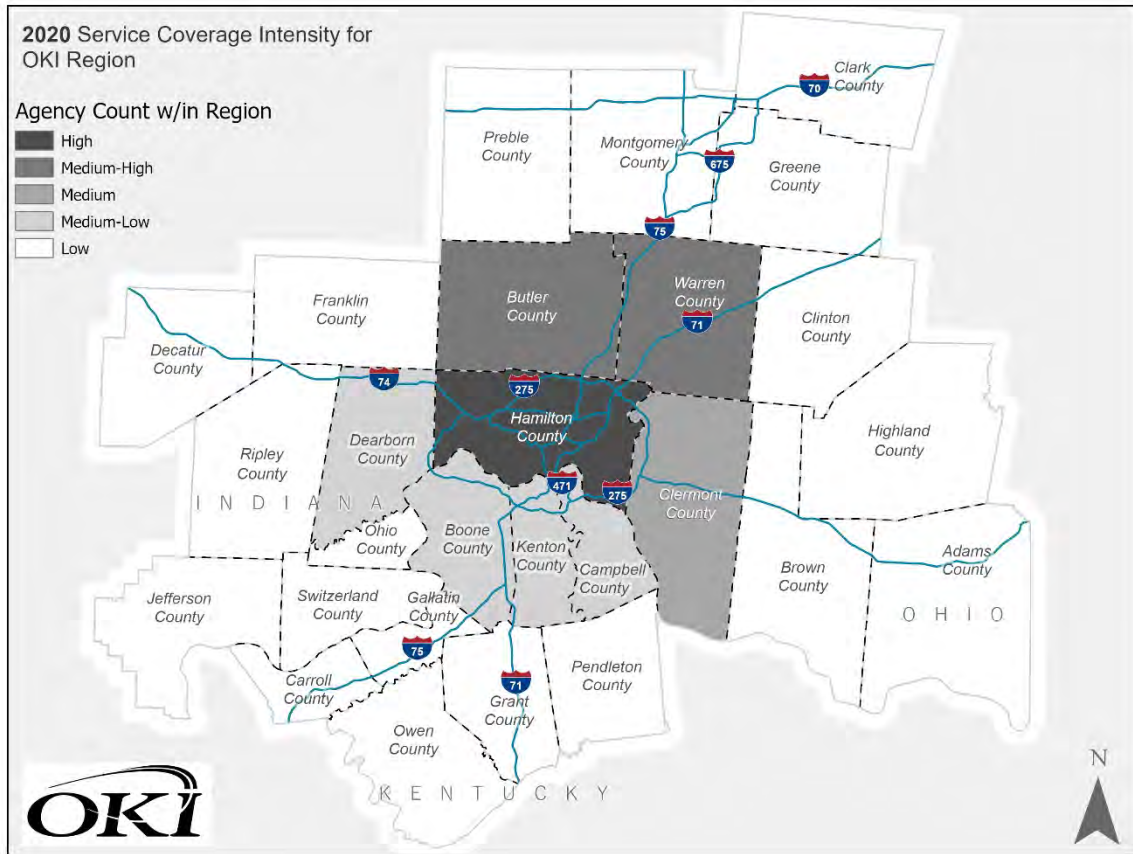 2020 Service Coverage Intensity for
OKI Region
Agency Count w/in Region
High
Medium-High
Medium
Medium-Low
Low
Clark
County
70
Preble
County
Montgomery
County
675
Greene
County
75
Franklin
County
Butler
County
Warren
County
71
Clinton
County
Decatur
County
74
275
Hamilton
County
Dearborn
County
Ripley
County
Highland
County
INDIANA
471
275
Clermont
County
Ohio
County
Boone
County
Kenton
County
Campbell
County
Brown
County
Adams
County
OHIO
Jefferson
County
Switzerland
County
Gallatin
County
75
Carroll
County
Pendleton
County
71
Grant
County
Owen
County
KENTUCKY
OKI
N